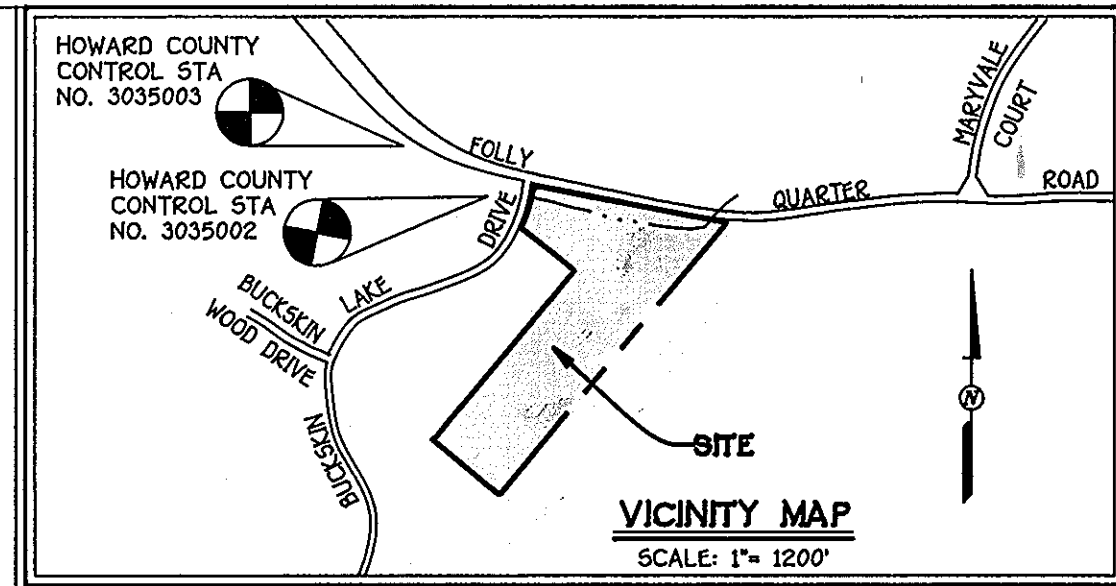 HOWARD COUNTY
CONTROL STA
NO. 3035003
HOWARD COUNTY
CONTROL STA
NO. 3035002
FOLLY
QUARTER
ROAD
MARYVALE
COURT
DRIVE
LAKE
BUCKSKIN
BUCKSKIN
WOOD DRIVE
SITE
N
VICINITY MAP
SCALE: 1"= 1200'